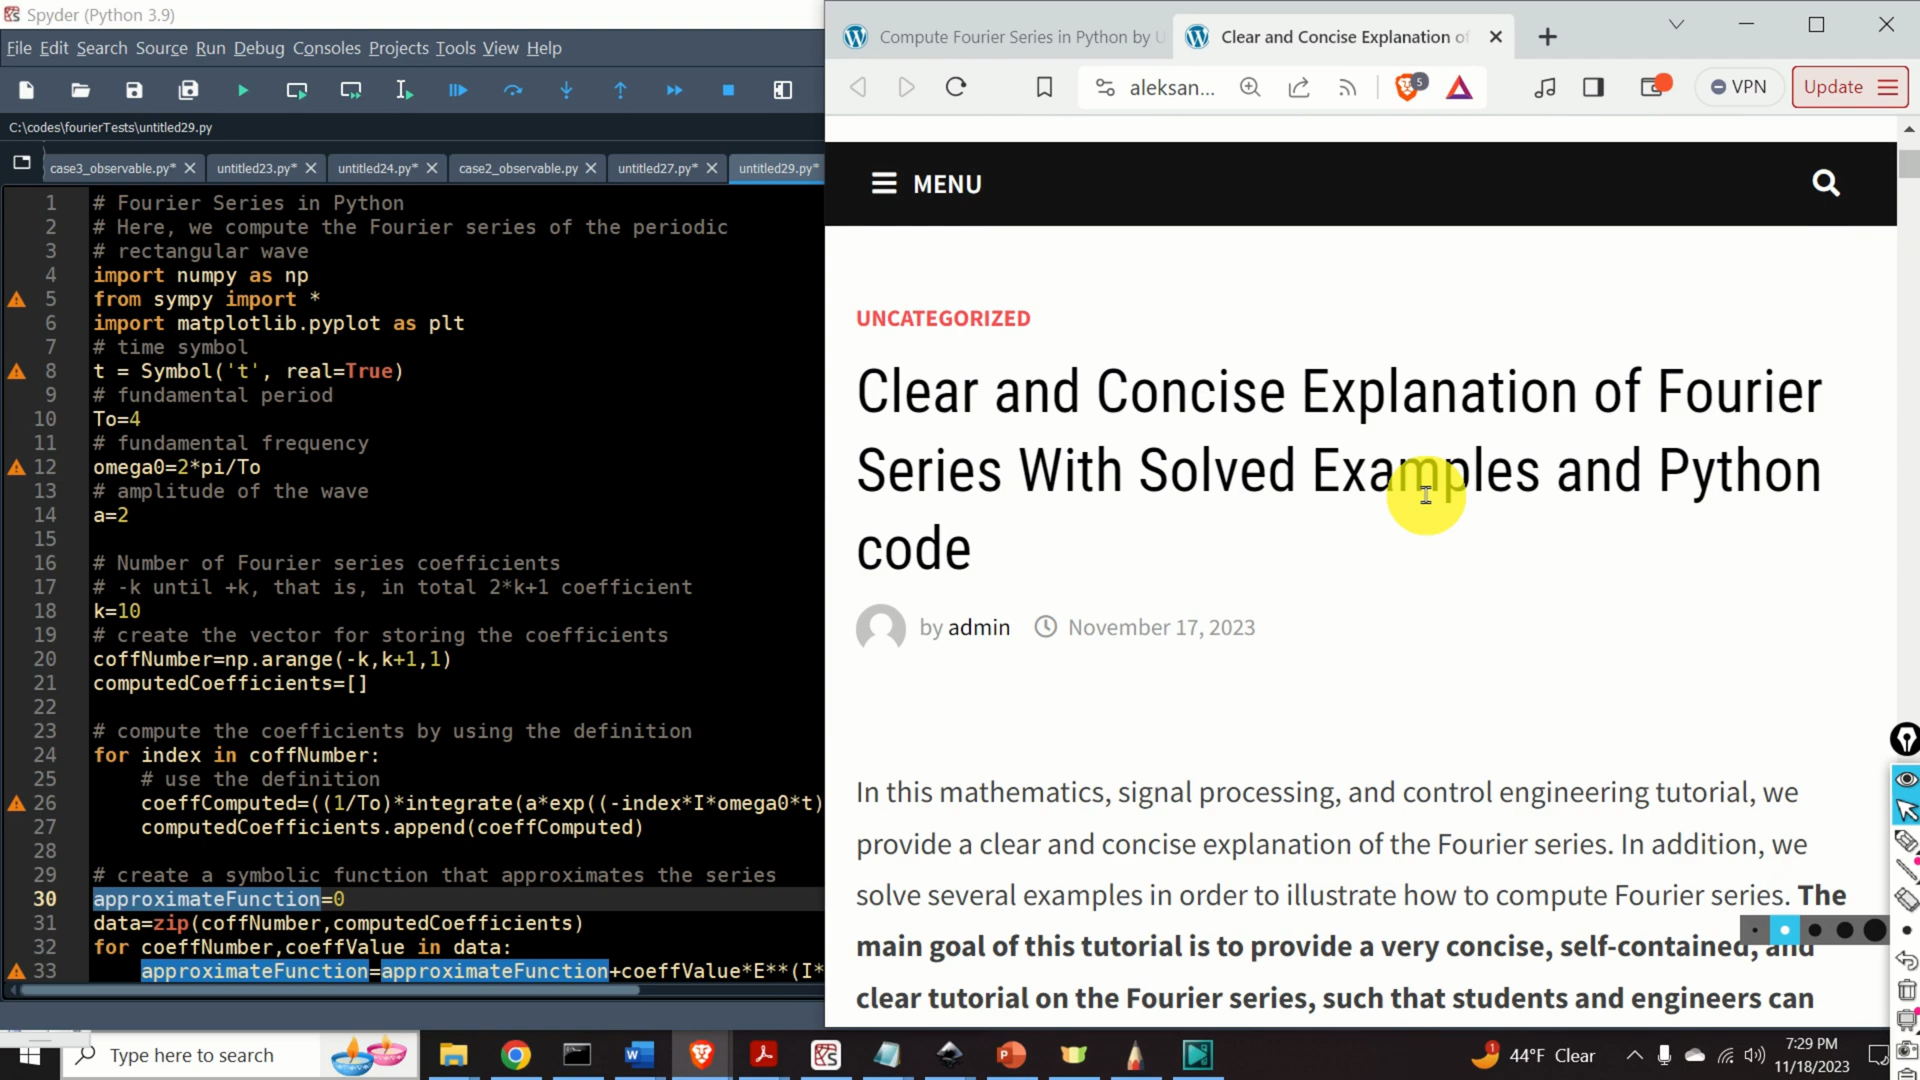 Spyder (Python 3.9)
File Edit Search Source Run Debug Consoles Projects Tools View Help
C:\codes\fourierTests\untitled29.py
case3_observable.py* untitled23.py* untitled24.py* case2_observable.py untitled27.py* untitled29.py*
1 # Fourier Series in Python
2 # Here, we compute the Fourier series of the periodic
3 # rectangular wave
4 import numpy as np
5 from sympy import *
6 import matplotlib.pyplot as plt
7 # time symbol
8 t = Symbol('t', real=True)
9 # fundamental period
10 To=4
11 # fundamental frequency
12 omega0=2*pi/To
13 # amplitude of the wave
14 a=2
15
16 # Number of Fourier series coefficients
17 # -k until +k, that is, in total 2*k+1 coefficient
18 k=10
19 # create the vector for storing the coefficients
20 coffNumber=np.arange(-k,k+1,1)
21 computedCoefficients=[]
22
23 # compute the coefficients by using the definition
24 for index in coffNumber:
25 # use the definition
26 coeffComputed=((1/To)*integrate(a*exp((-index*I*omega0*t)
27 computedCoefficients.append(coeffComputed)
28
29 # create a symbolic function that approximates the series
30 approximateFunction=0
31 data=zip(coffNumber,computedCoefficients)
32 for coeffNumber,coeffValue in data:
33 approximateFunction=approximateFunction+coeffValue*E**(I*
Compute Fourier Series in Python by U
Clear and Concise Explanation of
aleksan...
5
VPN
Update
MENU
UNCATEGORIZED
Clear and Concise Explanation of Fourier
Series With Solved Examples and Python
code
by admin November 17, 2023
In this mathematics, signal processing, and control engineering tutorial, we
provide a clear and concise explanation of the Fourier series. In addition, we
solve several examples in order to illustrate how to compute Fourier series. The
main goal of this tutorial is to provide a very concise, self-contained, and
clear tutorial on the Fourier series, such that students and engineers can
Type here to search
1
44°F Clear
7:29 PM
11/18/2023